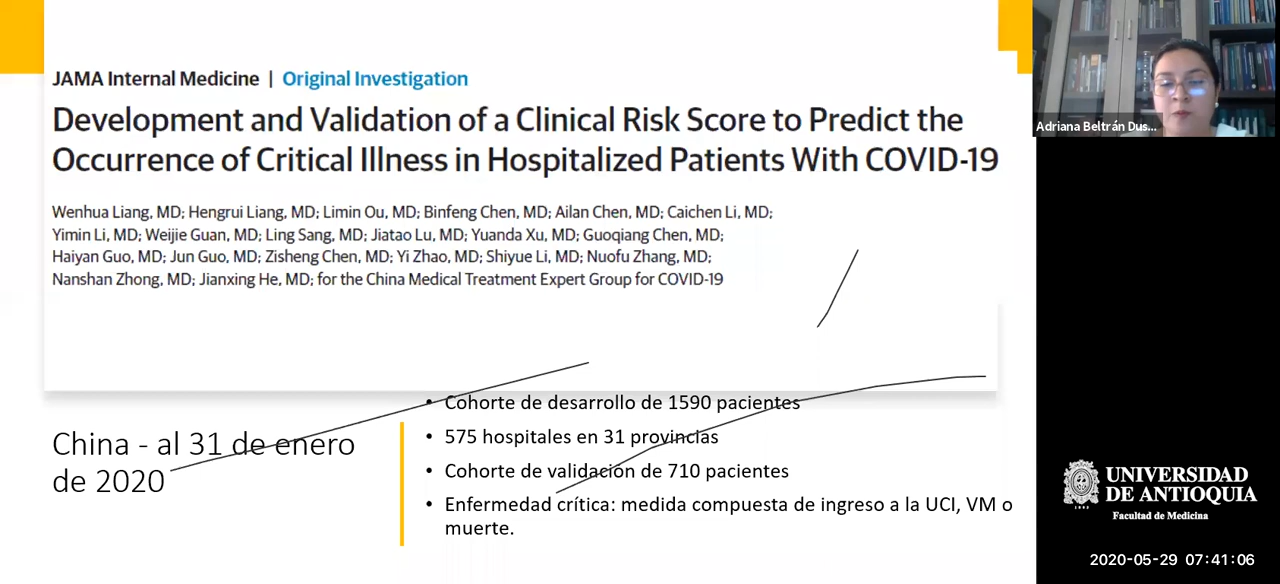 JAMA Internal Medicine | Original Investigation
Development and Validation of a Clinical Risk Score to Predict the
Occurrence of Critical Illness in Hospitalized Patients With COVID-19
Wenhua Liang, MD; Hengrui Liang, MD; Limin Ou, MD; Binfeng Chen, MD; Ailan Chen, MD; Caichen Li, MD;
Yimin Li, MD; Weijie Guan, MD; Ling Sang, MD; Jiatao Lu, MD; Yuanda Xu, MD; Guoqiang Chen, MD;
Haiyan Guo, MD; Jun Guo, MD; Zisheng Chen, MD; Yi Zhao, MD; Shiyue Li, MD; Nuofu Zhang, MD;
Nanshan Zhong, MD; Jianxing He, MD; for the China Medical Treatment Expert Group for COVID-19
China - al 31 de enero
de 2020
• Cohorte de desarrollo de 1590 pacientes
• 575 hospitales en 31 provincias
• Cohorte de validación de 710 pacientes
• Enfermedad crítica: medida compuesta de ingreso a la UCI, VM o
muerte.
Adriana Beltrán Dus...
UNIVERSIDAD
DE ANTIOQUIA
1803
Facultad de Medicina
2020-05-29 07:41:06